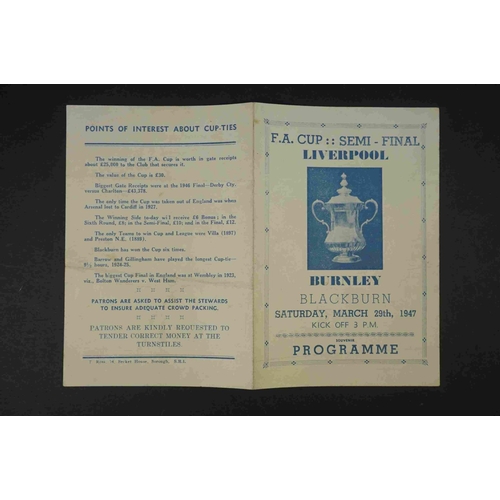 POINTS OF INTEREST ABOUT CUP-TIES
The winning of the F.A. Cup is worth in gate receipts
about £25,000 to the Club that secures it.
The value of the Cup is £50.
Biggest Gate Receipts were at the 1946 Final—Derby Cty.
versus Charlton—£45,378.
The only time the Cup was taken out of England was when
Arsenal lost to Cardiff in 1927.
The Winning Side to-day will receive £6 Bonus; in the
Sixth Round, £8; in the Semi-Final, £10; and in the Final, £12.
The only Teams to win Cup and League were Villa (1897)
and Preston N.E. (1889).
Blackburn has won the Cup six times.
Barrow and Gillingham have played the longest Cup-tie—
hours, 1924-25.
The biggest Cup Final in England was at Wembley in 1923,
viz., Bolton Wanderers v. West Ham.
PATRONS ARE ASKED TO ASSIST THE STEWARDS
TO ENSURE ADEQUATE CROWD PACKING.
PATRONS ARE KINDLY REQUESTED TO
TENDER CORRECT MONEY AT THE
TURNSTILES.
F.A. CUP :: SEMI - FINAL
LIVERPOOL
BURNLEY
BLACKBURN
SATURDAY, MARCH 29th, 1947
KICK OFF 3 P.M.
SOUVENIR
PROGRAMME